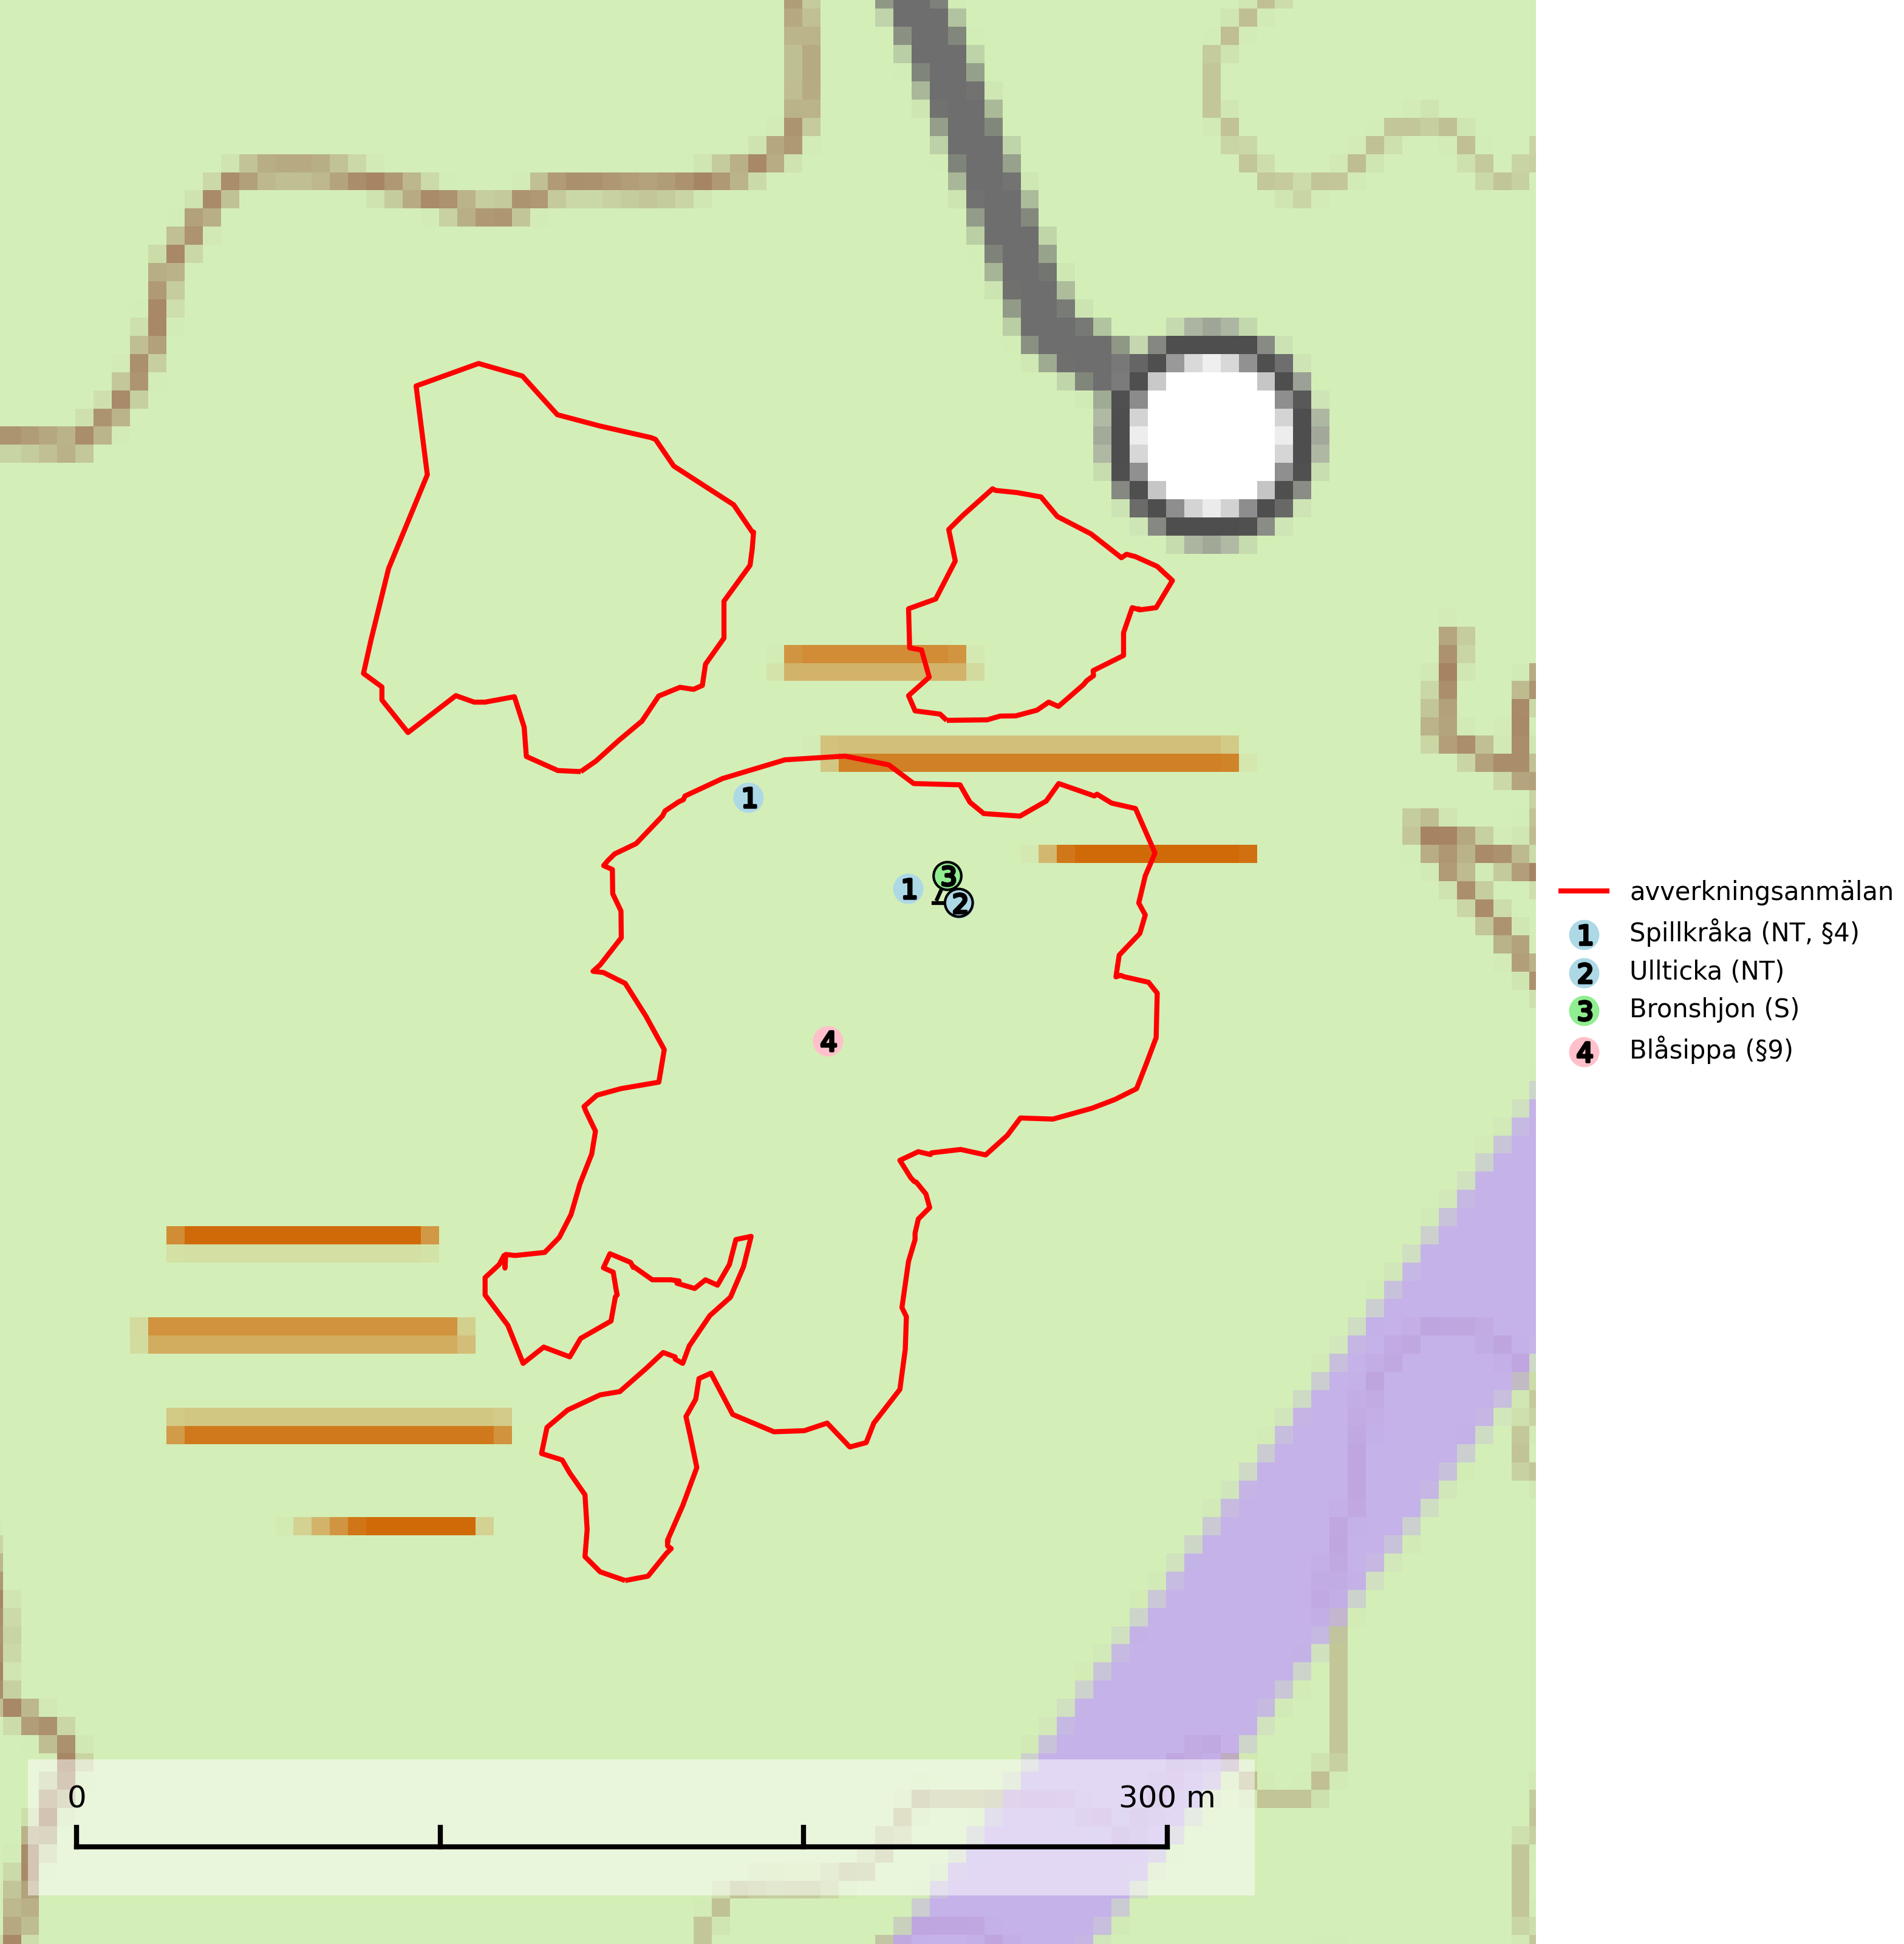 1
3
1
2
4
avverkningsanmälan
1 Spillkråka (NT, §4)
2 Ullticka (NT)
3 Bronshjon (S)
4 Blåsippa (§9)
0 300 m